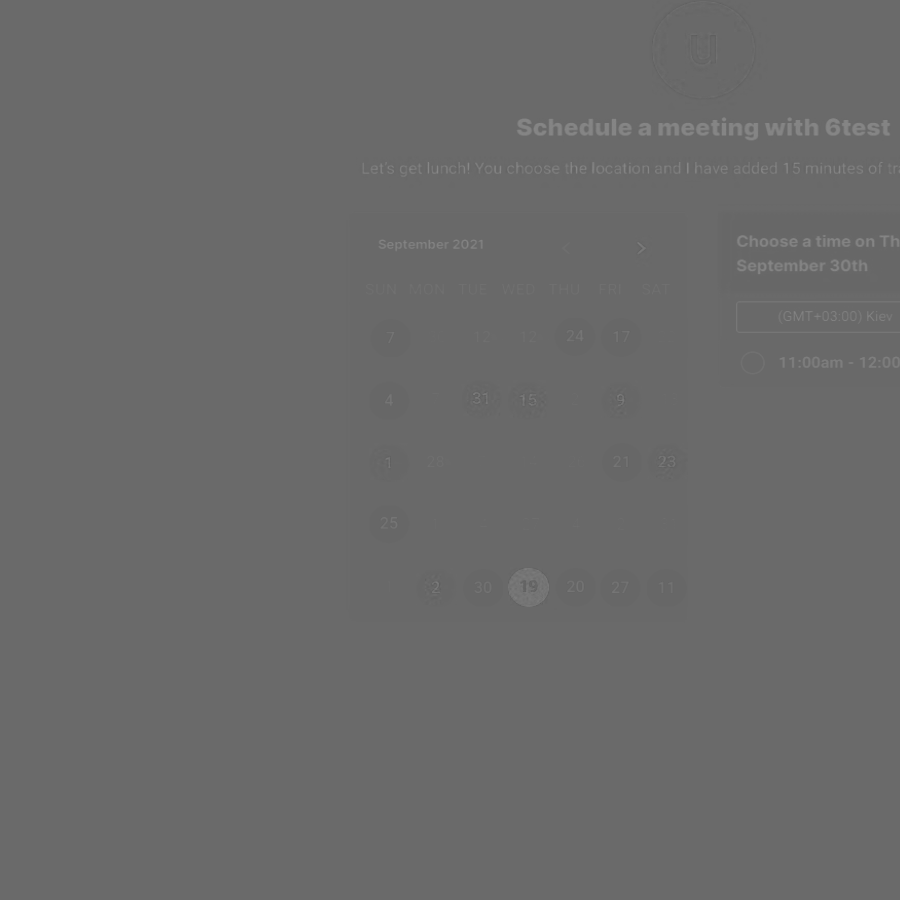 u
Schedule a meeting with 6test
Let's get lunch! You choose the location and I have added 15 minutes of
September 2021
SUN MON TUE WED THU FRI SAT
7 12 12 24 17
4 31 15 9
1 28 21 23
25
2 30 19 20 27 11
Choose a time on Th
September 30th
(GMT+03:00) Kiev
11:00am - 12:00